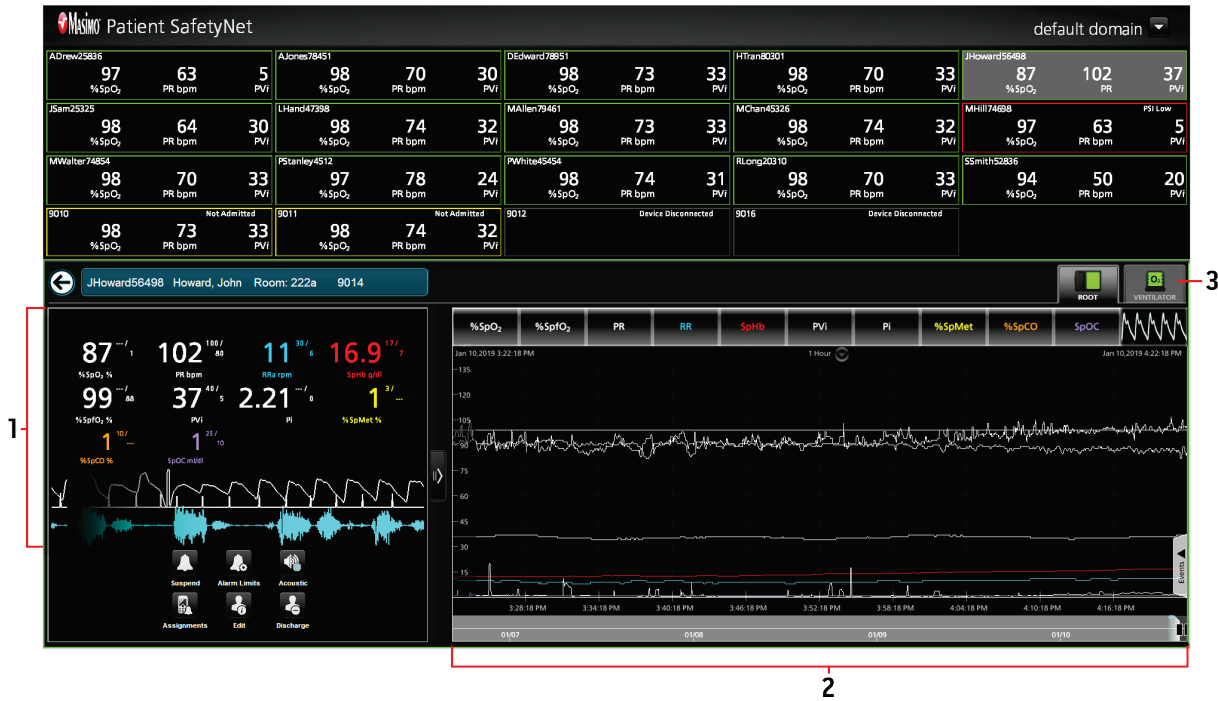 Masimo Patient SafetyNet
default domain
ADrew25836 AJones78451 DEdward78951 HTran80301 JHoward56498
97 63 5 98 70 30 98 73 33 98 70 33 87 102 37
%SpO₂ PR bpm PVi %SpO₂ PR bpm PVi %SpO₂ PR bpm PVi %SpO₂ PR bpm PVi %SpO₂ PR PVi
JSam25325 LHand47398 MAllen79461 MChan45326 MHill74698 PSI Low
98 64 30 98 74 32 98 73 33 98 74 32 97 63 5
%SpO₂ PR bpm PVi %SpO₂ PR bpm PVi %SpO₂ PR bpm PVi %SpO₂ PR bpm PVi %SpO₂ PR bpm PVi
MWalter74854 PStanley4512 PWhite45454 RLong20310 SSmith52836
98 70 33 97 78 24 98 74 31 98 70 33 94 50 20
%SpO₂ PR bpm PVi %SpO₂ PR bpm PVi %SpO₂ PR bpm PVi %SpO₂ PR bpm PVi %SpO₂ PR bpm PVi
9010 Not Admitted 9011 Not Admitted 9012 Device Disconnected 9016 Device Disconnected
98 73 33 98 74 32
%SpO₂ PR bpm PVi %SpO₂ PR bpm PVi
JHoward56498 Howard, John Room: 222a 9014
ROOT
O₂
VENTILATOR
3
1
87 ---/ 1 102 100/ 80 11 30/ 6 16.9 17/ 7
%SpO₂ % PR bpm RRa rpm SpHb g/dl
99 ---/ 88 37 40/ 5 2.21 ---/ 0 1 3/ ---
%SpfO₂ % PVi Pi %SpMet %
1 10/ --- 1 25/ 10
%SpCO % SpOC ml/dl
Suspend Alarm Limits Acoustic
Assignments Edit Discharge
%SpO₂ %SpfO₂ PR RR SpHb PVi Pi %SpMet %SpCO SpOC
Jan 10,2019 3:22:18 PM 1 Hour Jan 10,2019 4:22:18 PM
135
120
105
90
75
60
45
30
15
Events
3:28:18 PM 3:34:18 PM 3:40:18 PM 3:46:18 PM 3:52:18 PM 3:58:18 PM 4:04:18 PM 4:10:18 PM 4:16:18 PM
01/07 01/08 01/09 01/10
2